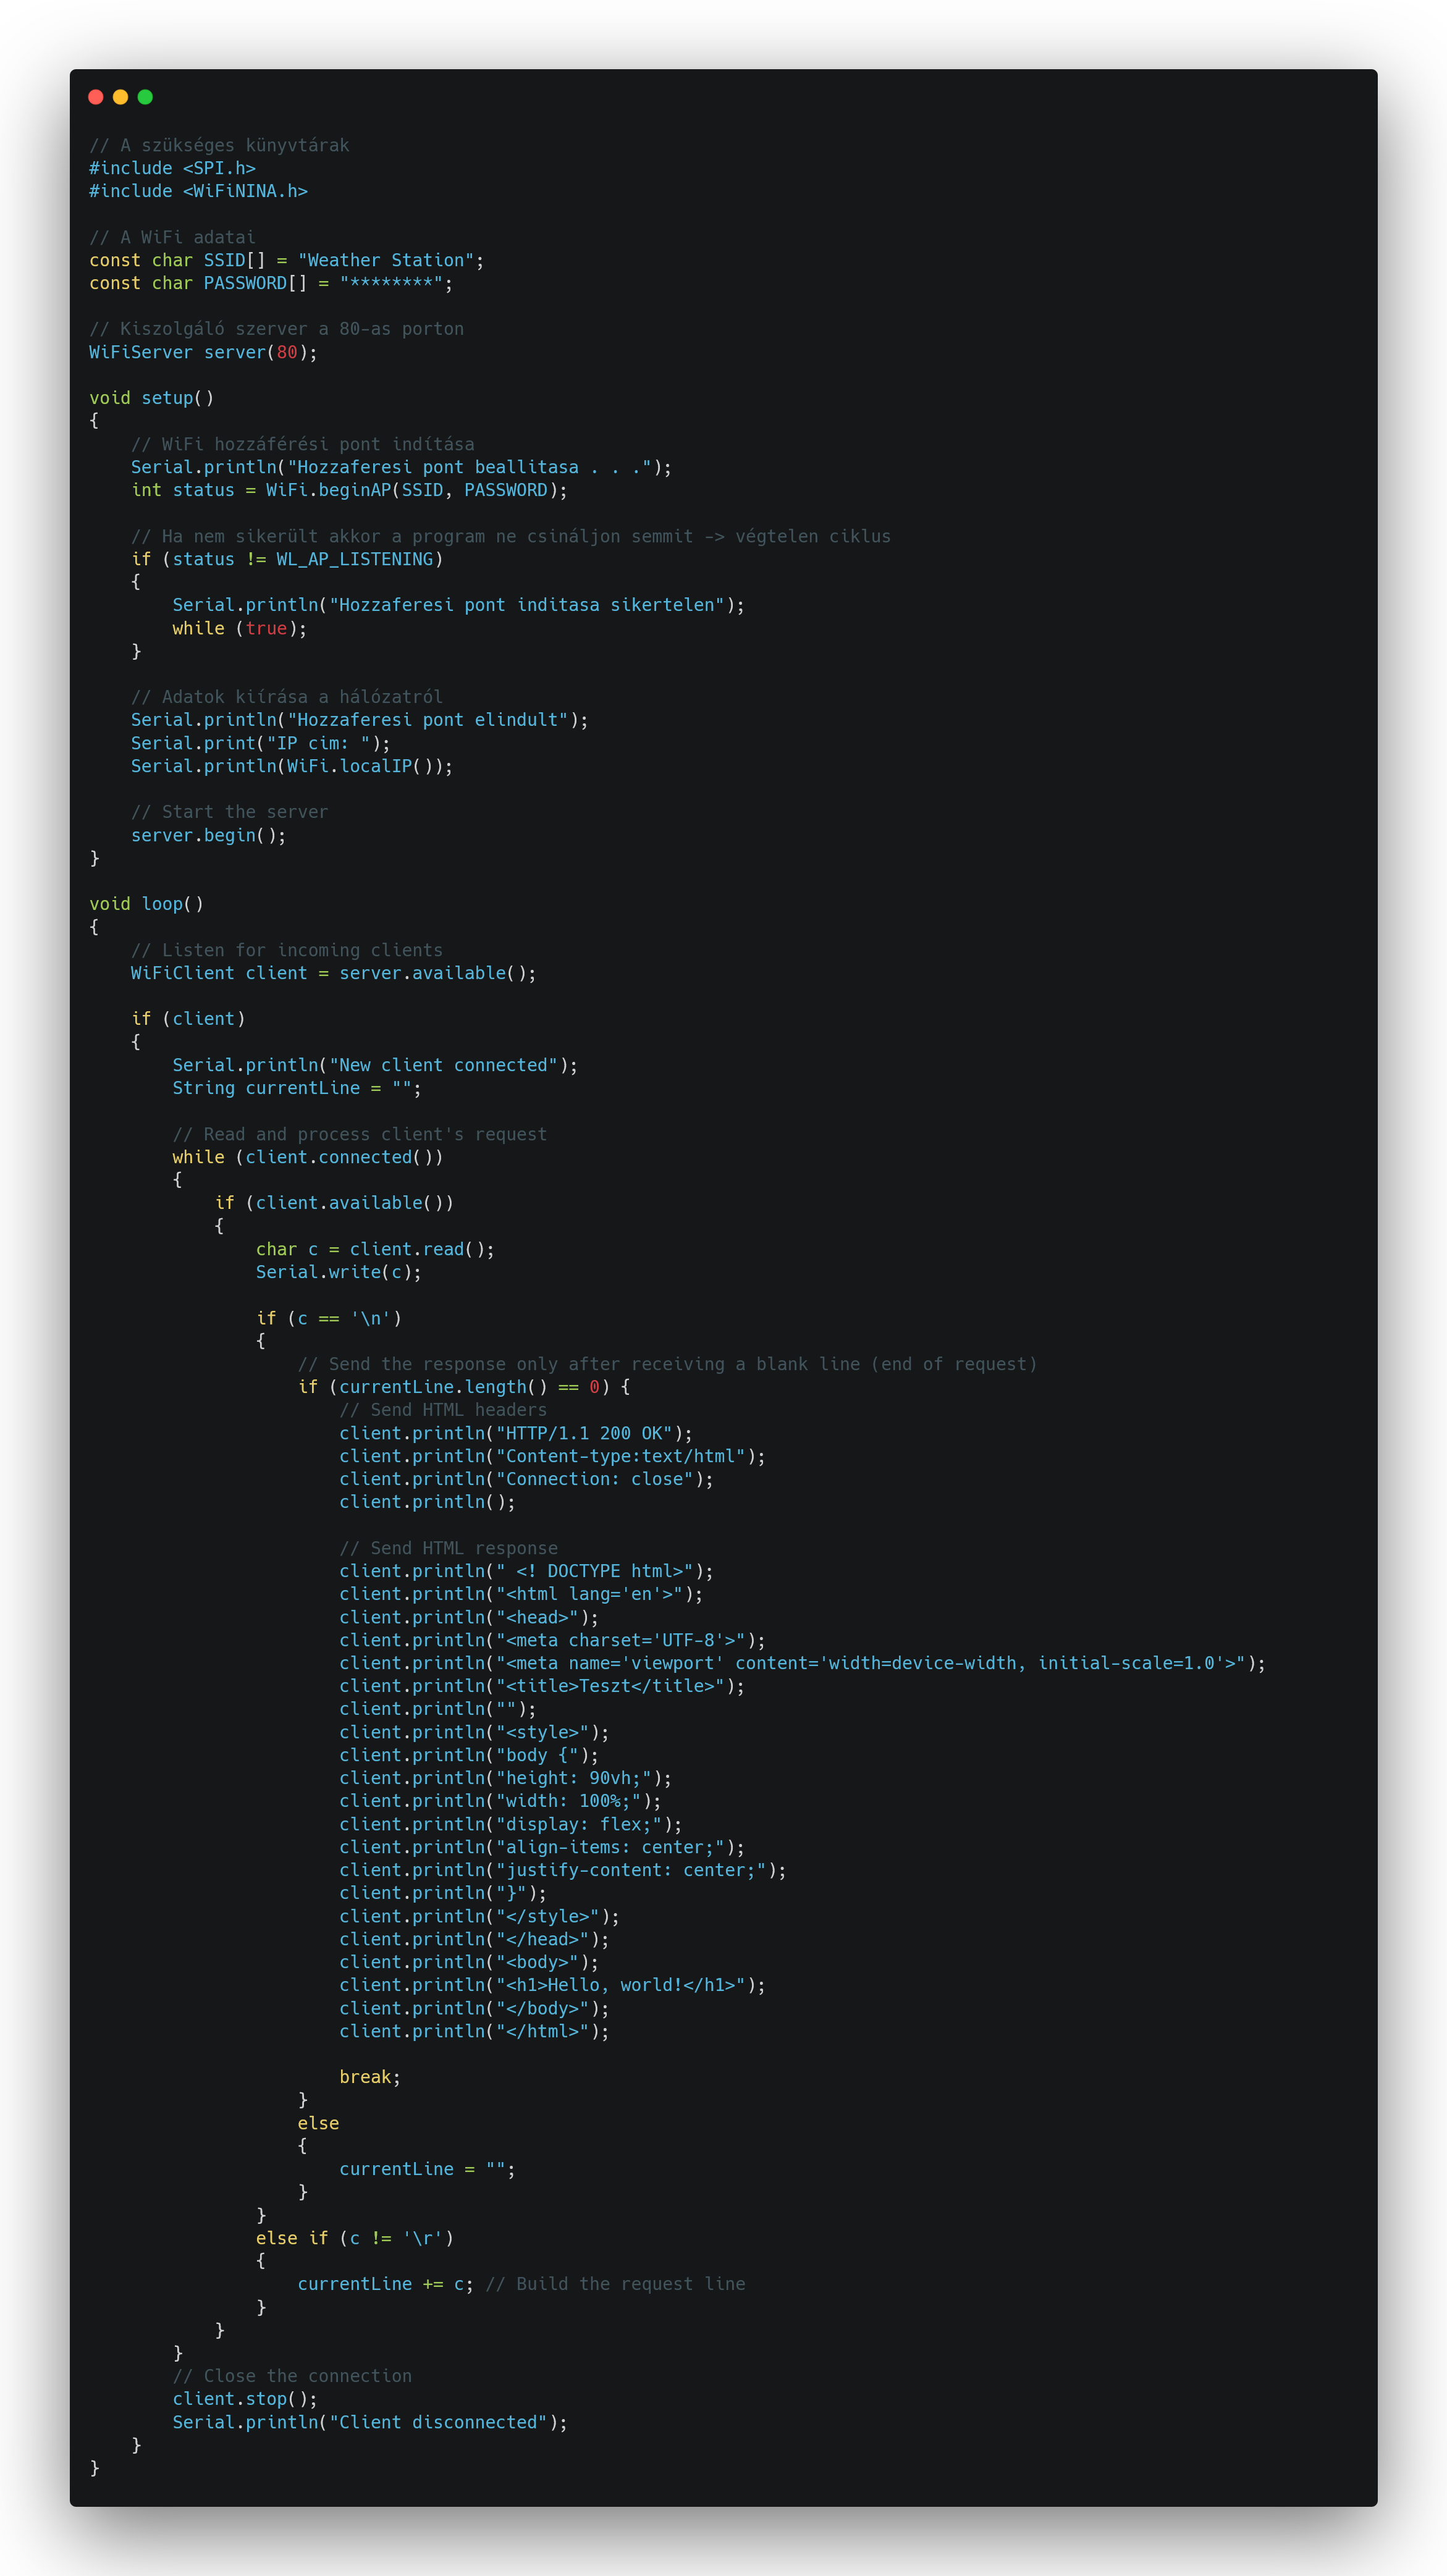 // A szükséges künyvtárak
#include <SPI.h>
#include <WiFiNINA.h>

// A WiFi adatai
const char SSID[] = "Weather Station";
const char PASSWORD[] = "********";

// Kiszolgáló szerver a 80-as porton
WiFiServer server(80);

void setup()
{
    // WiFi hozzáférési pont indítása
    Serial.println("Hozzaferesi pont beallitasa . . .");
    int status = WiFi.beginAP(SSID, PASSWORD);

    // Ha nem sikerült akkor a program ne csináljon semmit -> végtelen ciklus
    if (status != WL_AP_LISTENING)
    {
        Serial.println("Hozzaferesi pont inditasa sikertelen");
        while (true);
    }

    // Adatok kiírása a hálózatról
    Serial.println("Hozzaferesi pont elindult");
    Serial.print("IP cim: ");
    Serial.println(WiFi.localIP());

    // Start the server
    server.begin();
}

void loop()
{
    // Listen for incoming clients
    WiFiClient client = server.available();

    if (client)
    {
        Serial.println("New client connected");
        String currentLine = "";

        // Read and process client's request
        while (client.connected())
        {
            if (client.available())
            {
                char c = client.read();
                Serial.write(c);

                if (c == '\n')
                {
                    // Send the response only after receiving a blank line (end of request)
                    if (currentLine.length() == 0) {
                        // Send HTML headers
                        client.println("HTTP/1.1 200 OK");
                        client.println("Content-type:text/html");
                        client.println("Connection: close");
                        client.println();

                        // Send HTML response
                        client.println(" <! DOCTYPE html>");
                        client.println("<html lang='en'>");
                        client.println("<head>");
                        client.println("<meta charset='UTF-8'>");
                        client.println("<meta name='viewport' content='width=device-width, initial-scale=1.0'>");
                        client.println("<title>Teszt</title>");
                        client.println("");
                        client.println("<style>");
                        client.println("body {");
                        client.println("height: 90vh;");
                        client.println("width: 100%;");
                        client.println("display: flex;");
                        client.println("align-items: center;");
                        client.println("justify-content: center;");
                        client.println("}");
                        client.println("</style>");
                        client.println("</head>");
                        client.println("<body>");
                        client.println("<h1>Hello, world!</h1>");
                        client.println("</body>");
                        client.println("</html>");

                        break;
                    }
                    else
                    {
                        currentLine = "";
                    }
                }
                else if (c != '\r')
                {
                    currentLine += c; // Build the request line
                }
            }
        }
        // Close the connection
        client.stop();
        Serial.println("Client disconnected");
    }
}